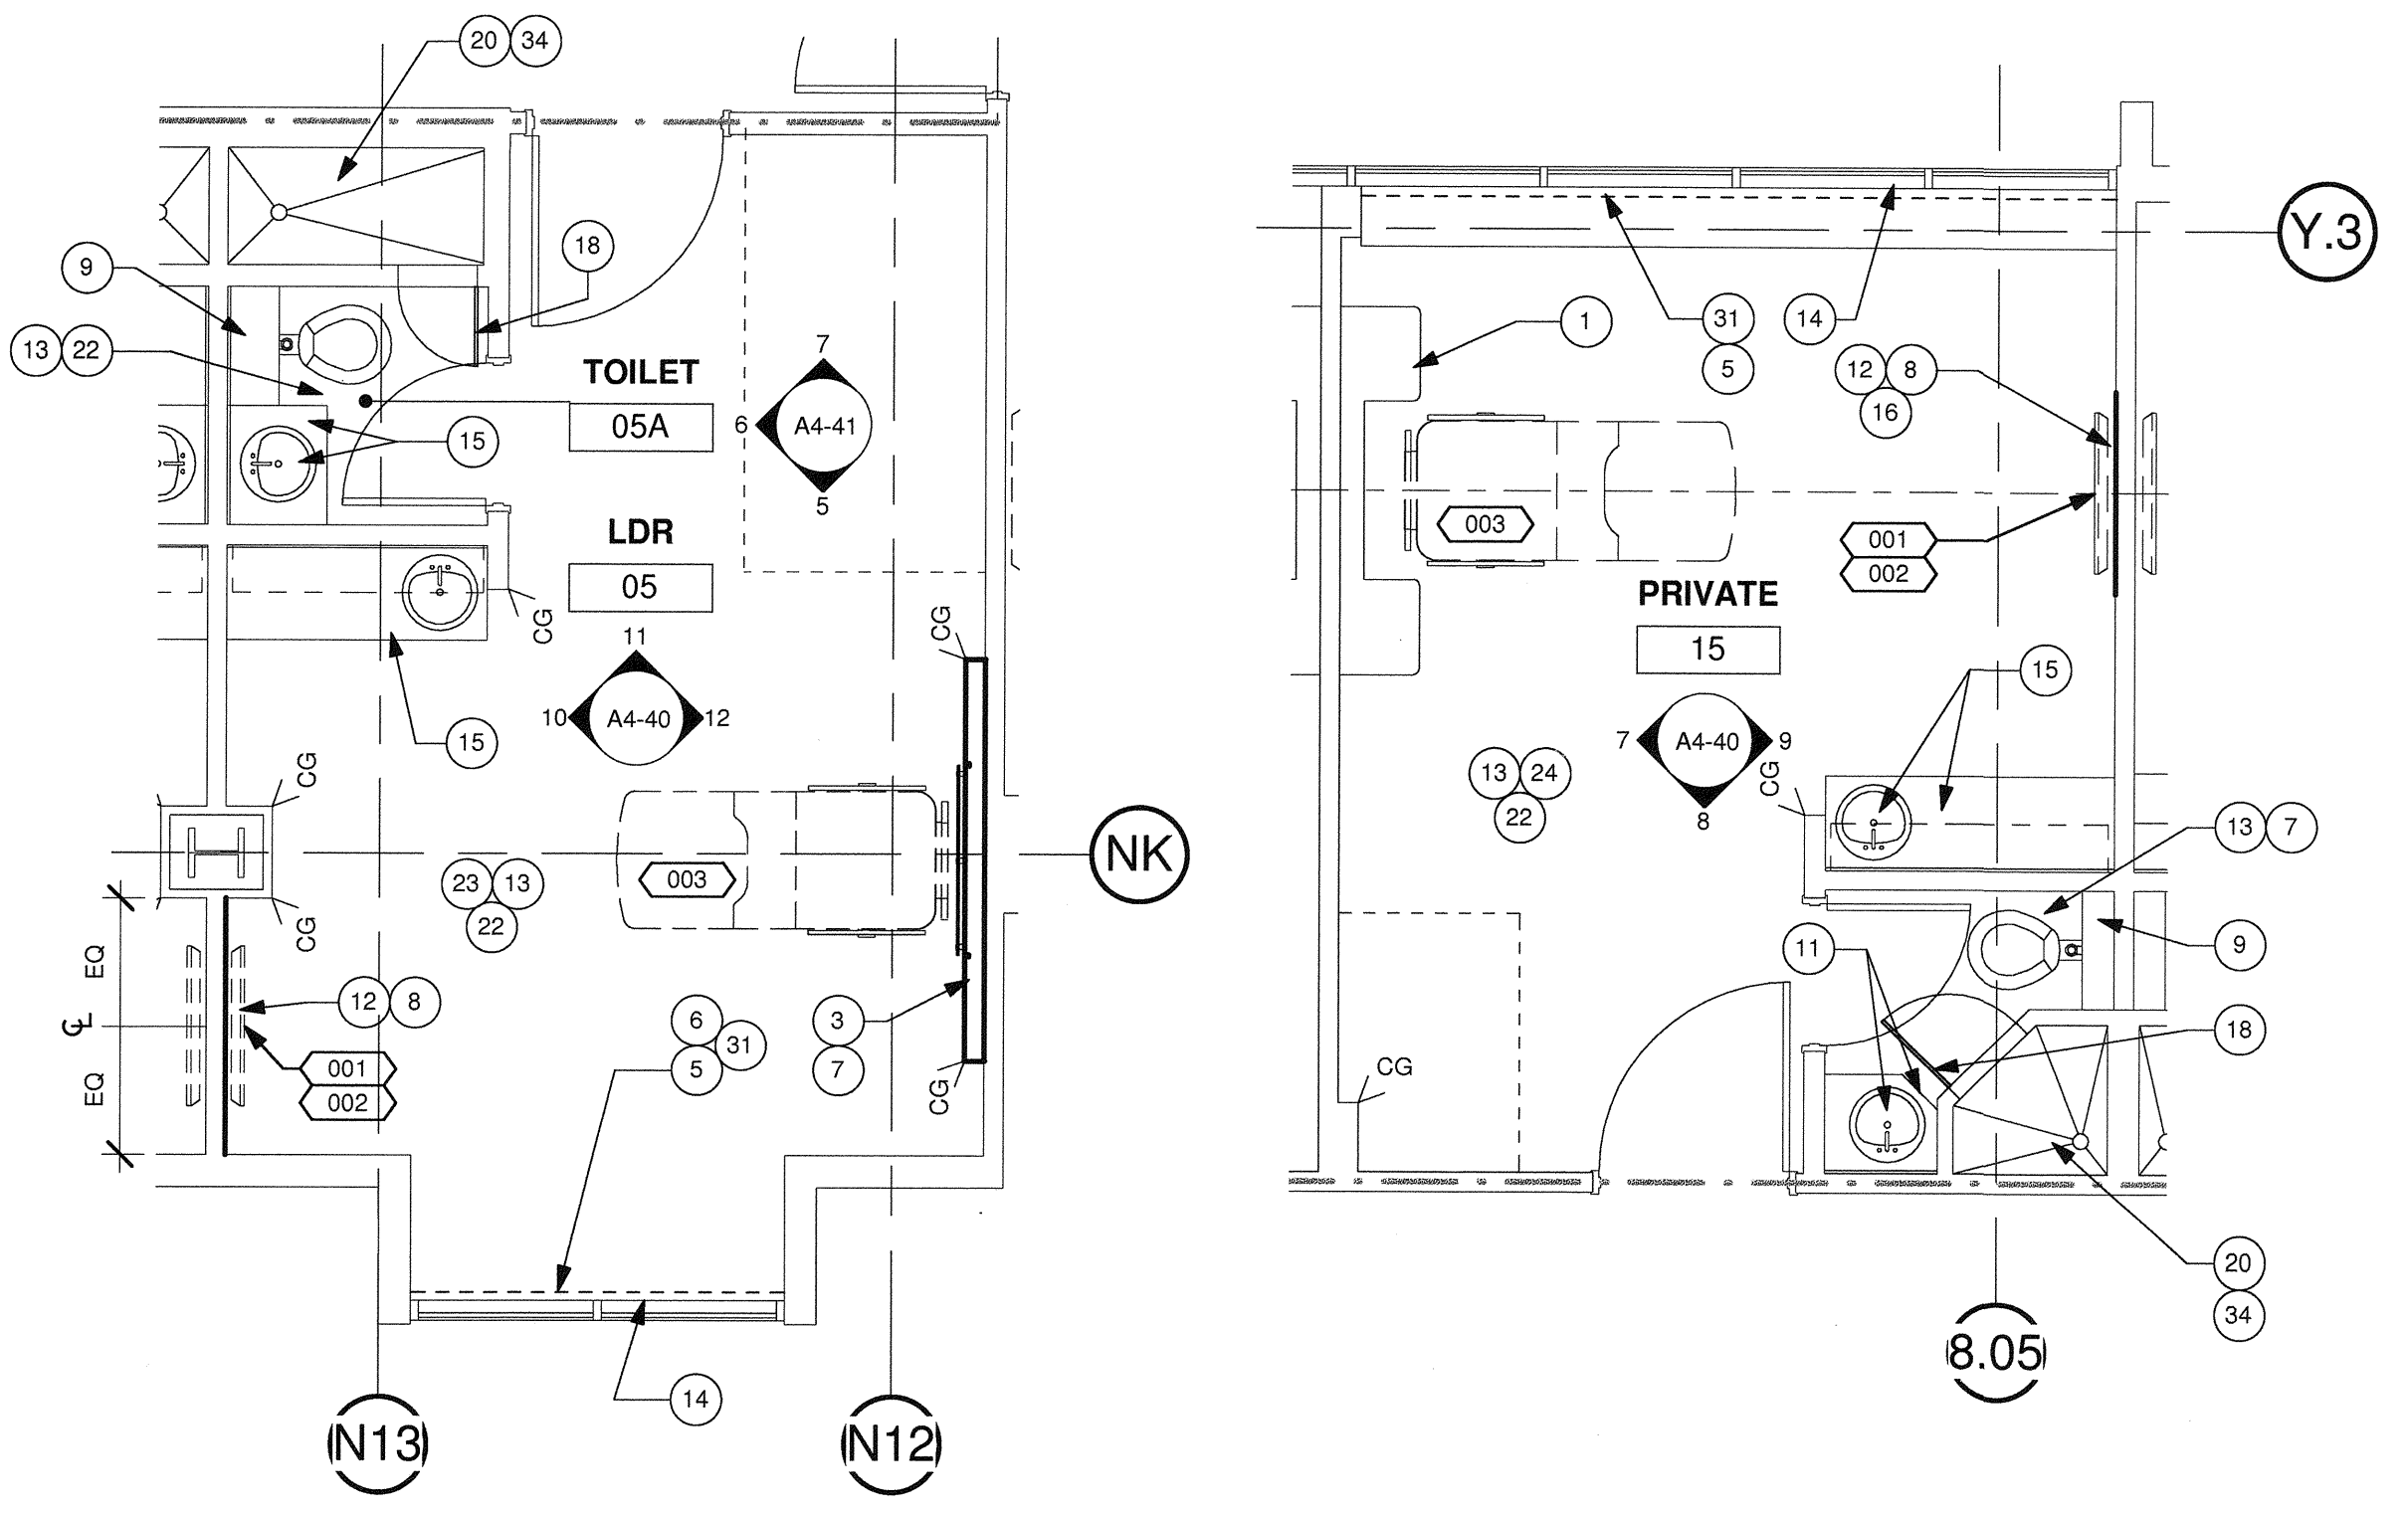 20 34
18
9
13 22
TOILET
05A
7
6 A4-41
5
15
LDR
05
CG
CG
11
10 A4-40 12
15
CG
NK
003
23 13
22
CG
EQ
12 8
6
31
5
3
7
CL
001
002
EQ
CG
14
N13
N12
Y.3
1
31
5
14
12 8
16
003
001
002
PRIVATE
15
15
7 A4-40 9
8
CG
13 24
22
13 7
11
9
18
CG
20
34
8.05